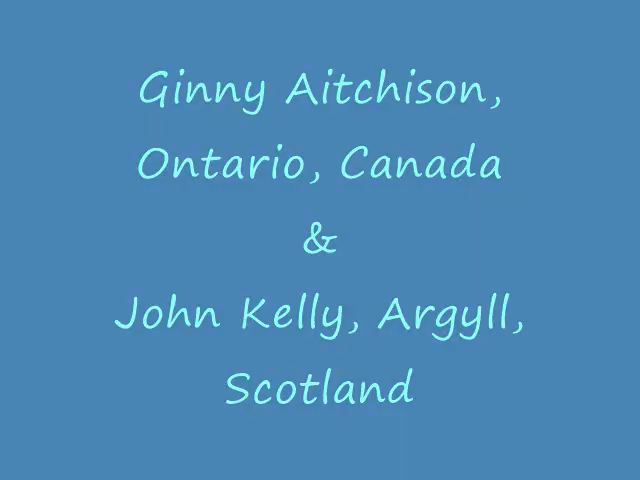 Ginny Aitchison,
Ontario, Canada
&
John Kelly, Argyll,
Scotland